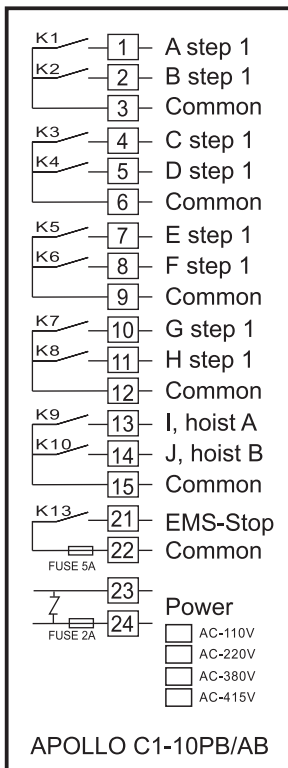 K1 1 A step 1
K2 2 B step 1
3 Common
K3 4 C step 1
K4 5 D step 1
6 Common
K5 7 E step 1
K6 8 F step 1
9 Common
K7 10 G step 1
K8 11 H step 1
12 Common
K9 13 I, hoist A
K10 14 J, hoist B
15 Common
K13 21 EMS-Stop
22 Common
FUSE 5A
23
24 Power
FUSE 2A
AC-110V
AC-220V
AC-380V
AC-415V
APOLLO C1-10PB/AB